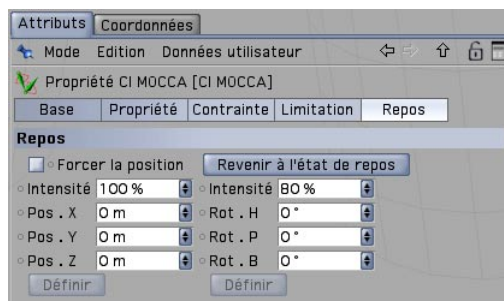 Attributs Coordonnées
Mode Edition Données utilisateur
Propriété CI MOCCA [CI MOCCA]
Base Propriété Contrainte Limitation Repos
Repos
Forcer la position Revenir à l'état de repos
Intensité 100 % Intensité 80 %
Pos . X 0 m Rot . H 0 °
Pos . Y 0 m Rot . P 0 °
Pos . Z 0 m Rot . B 0 °
Définir Définir